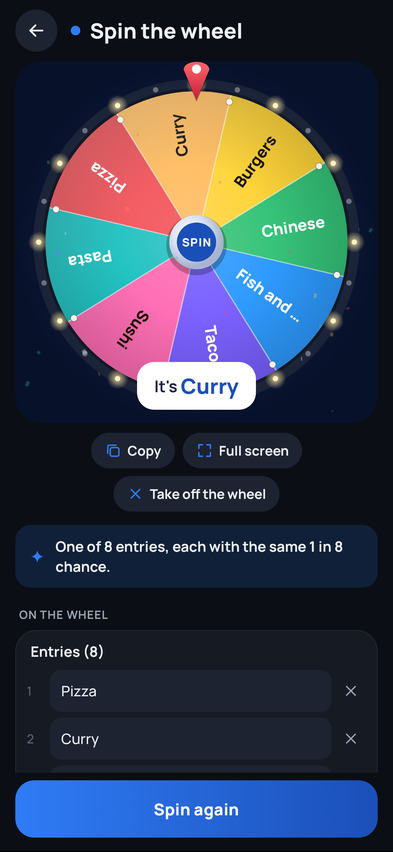 Spin the wheel
Curry
Burgers
Chinese
Fish and ...
Taco
Sushi
Pasta
Pizza
SPIN
It's Curry
Copy
Full screen
Take off the wheel
One of 8 entries, each with the same 1 in 8
chance.
ON THE WHEEL
Entries (8)
1 Pizza
2 Curry
Spin again